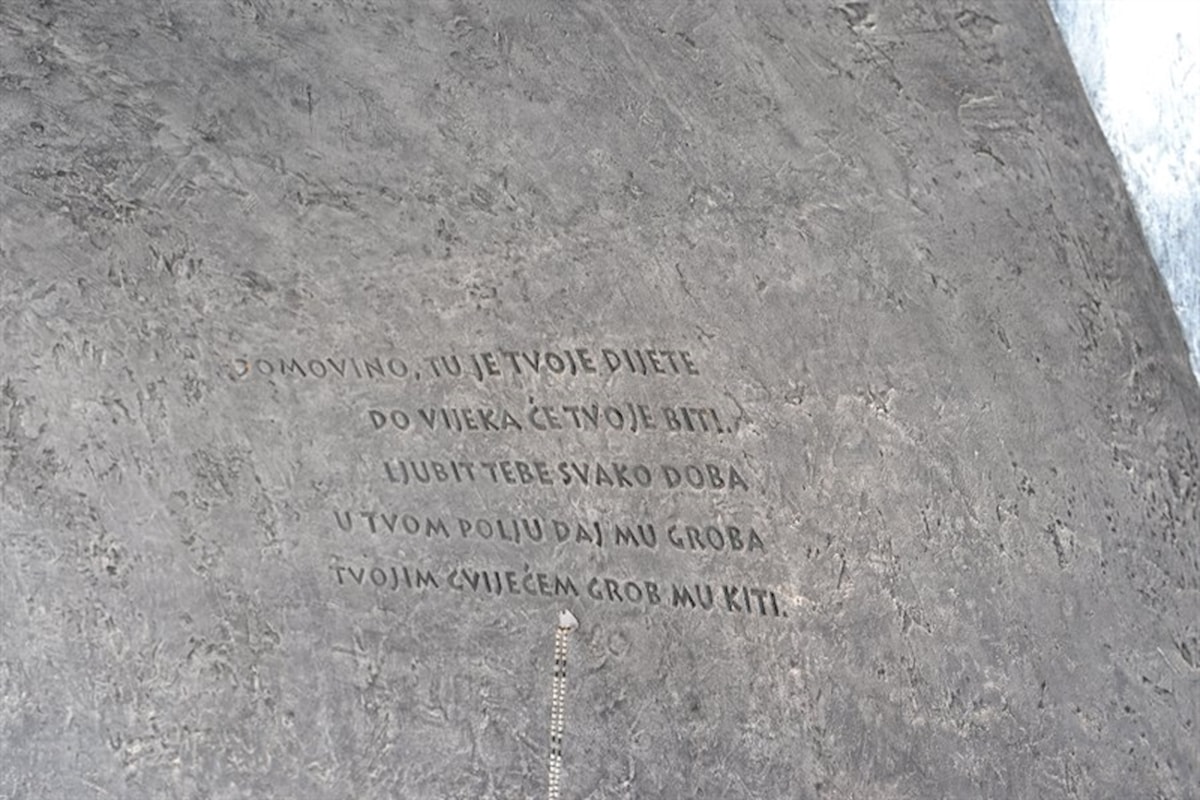 DOMOVINO, TU JE TVOJE DIJETE
DO VIJEKA ĆE TVOJE BITI.
LJUBIT TEBE SVAKO DOBA
U TVOM POLJU DAJ MU GROBA
TVOJIM CVIJEĆEM GROB MU KITI.